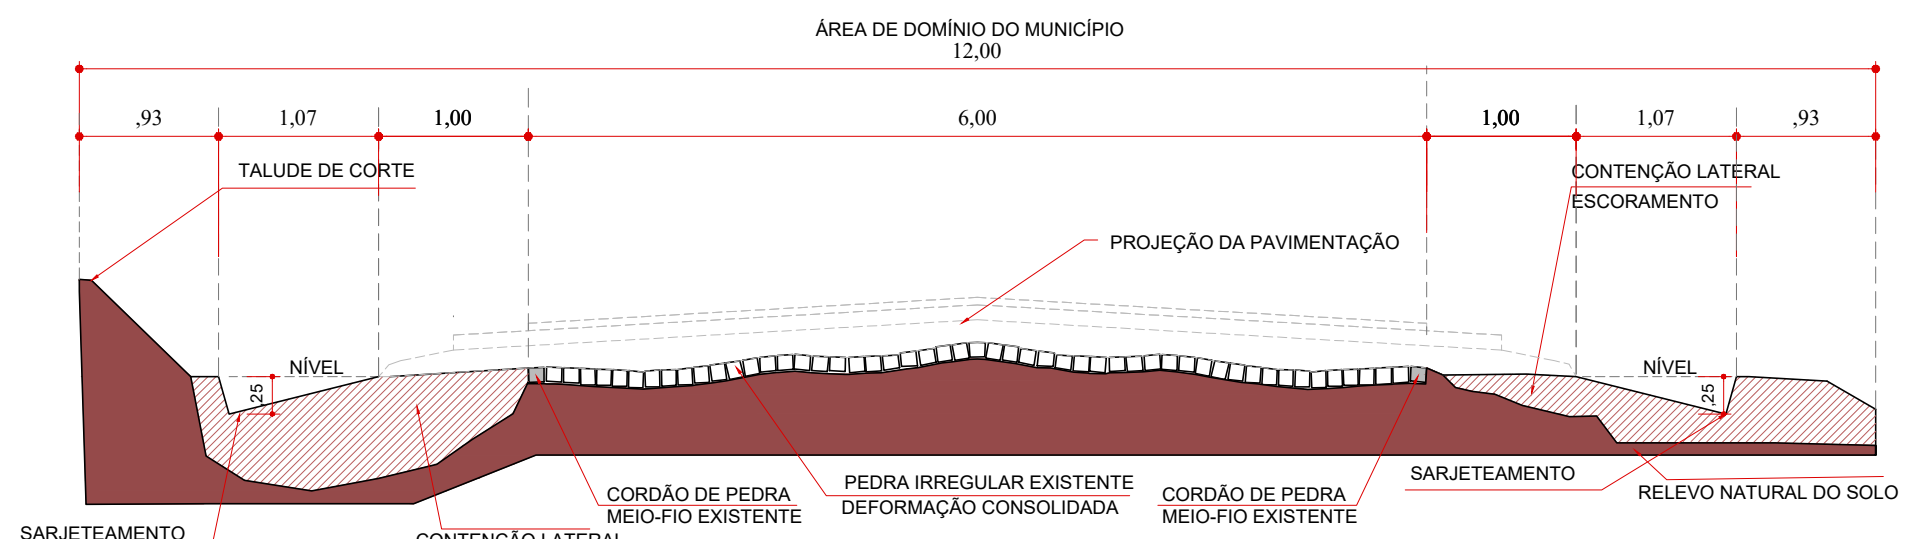 ÁREA DE DOMÍNIO DO MUNICÍPIO
12,00
,93 1,07 1,00 6,00 1,00 1,07 ,93
TALUDE DE CORTE
CONTENÇÃO LATERAL
ESCORAMENTO
PROJEÇÃO DA PAVIMENTAÇÃO
NÍVEL
NÍVEL
,25
,25
SARJETEAMENTO
RELEVO NATURAL DO SOLO
PEDRA IRREGULAR EXISTENTE
DEFORMAÇÃO CONSOLIDADA
CORDÃO DE PEDRA
MEIO-FIO EXISTENTE
CORDÃO DE PEDRA
MEIO-FIO EXISTENTE
SARJETEAMENTO
CONTENÇÃO LATERAL